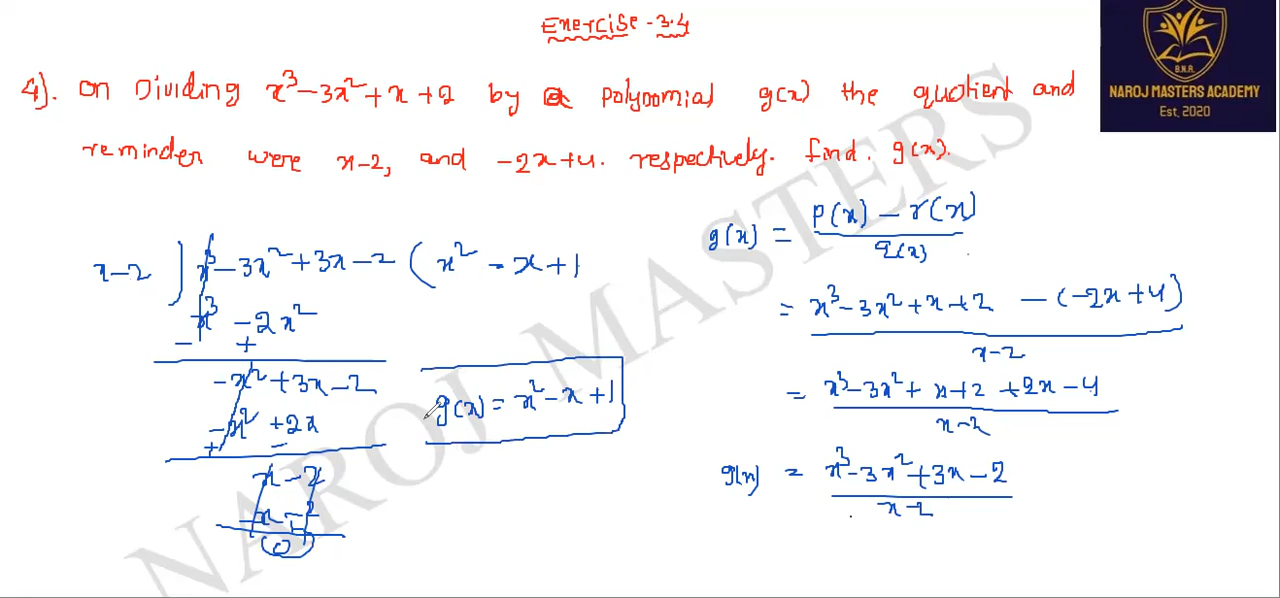 Exercise - 3.4
4). on Dividing x³ - 3x² + x + 2 by a polynomial g(x) the quotient and
reminder were x-2, and -2x+4. respectively. find. g(x).
B.N.R.
NAROJ MASTERS ACADEMY
Est, 2020
x-2 ) x³ - 3x² + 3x - 2 ( x² - x + 1
x³ - 2x²
- +
-x² + 3x - 2
-x² + 2x
+ -
x - 2
x - 2
- +
0
g(x) = x² - x + 1
g(x) = p(x) - r(x)
q(x)
= x³ - 3x² + x + 2 - (-2x + 4)
x-2
= x³ - 3x² + x + 2 + 2x - 4
x-2
g(x) = x³ - 3x² + 3x - 2
x-2
NAROJ MASTERS